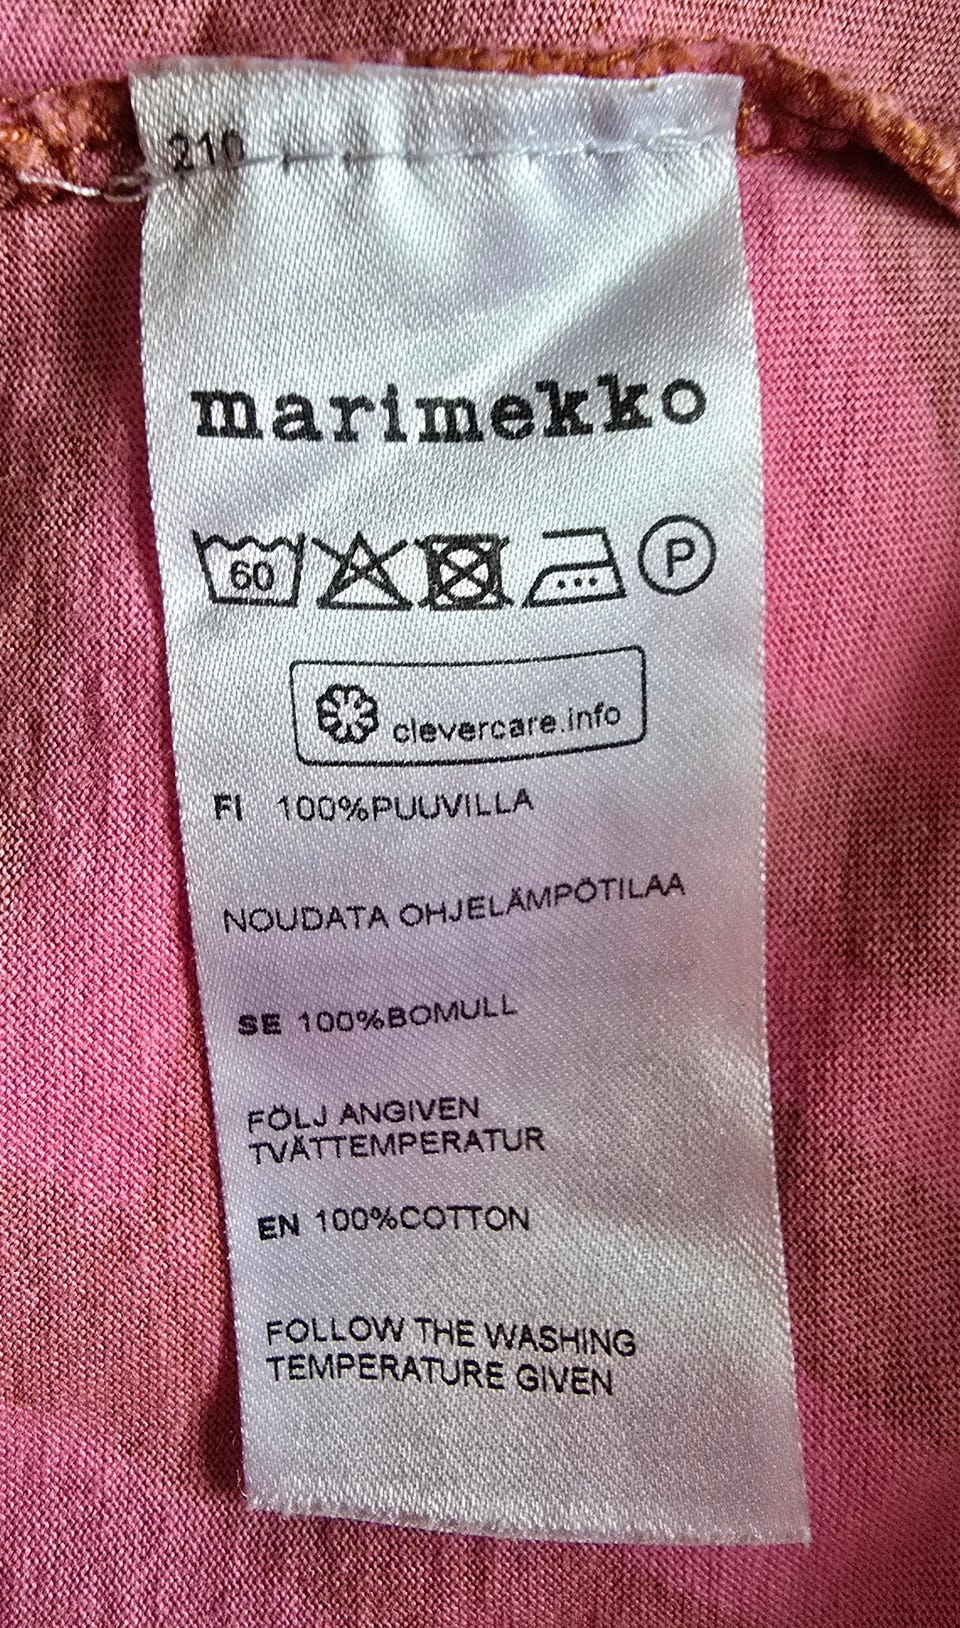 210
marimekko
60 P
clevercare.info
FI 100%PUUVILLA
NOUDATA OHJELÄMPÖTILAA
SE 100%BOMULL
FÖLJ ANGIVEN
TVÄTTEMPERATUR
EN 100%COTTON
FOLLOW THE WASHING
TEMPERATURE GIVEN